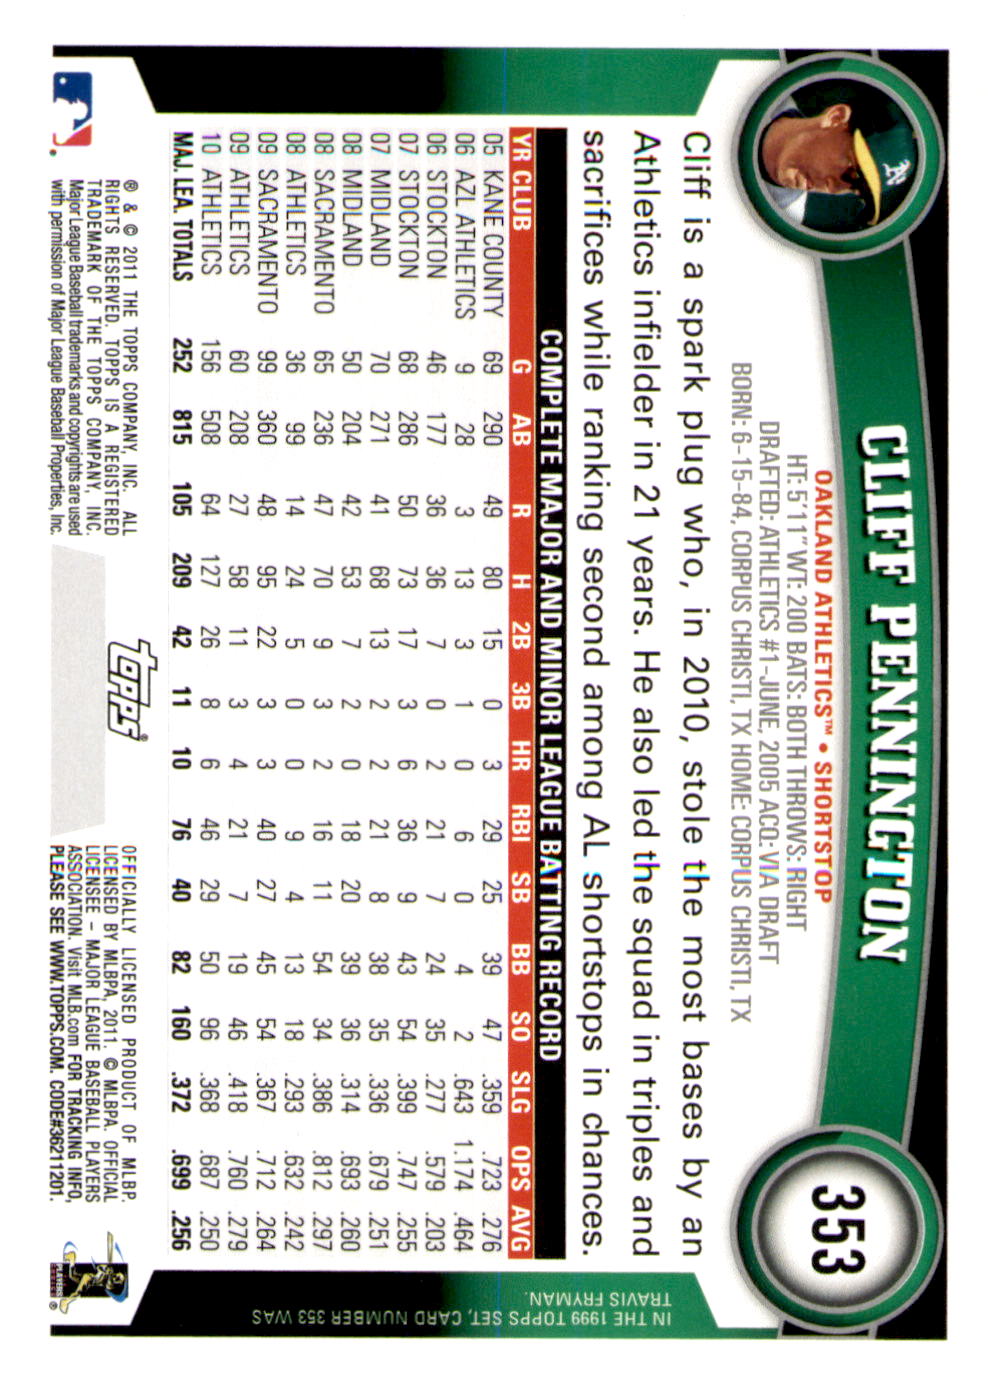 CLIFF PENNINGTON
353
OAKLAND ATHLETICS™ • SHORTSTOP
HT: 5'11" WT: 200 BATS: BOTH THROWS: RIGHT
DRAFTED: ATHLETICS #1-JUNE, 2005 ACQ: VIA DRAFT
BORN: 6-15-84, CORPUS CHRISTI, TX HOME: CORPUS CHRISTI, TX
Cliff is a spark plug who, in 2010, stole the most bases by an
Athletics infielder in 21 years. He also led the squad in triples and
sacrifices while ranking second among AL shortstops in chances.
COMPLETE MAJOR AND MINOR LEAGUE BATTING RECORD
YR CLUB G AB R H 2B 3B HR RBI SB BB SO SLG OPS AVG
05 KANE COUNTY 69 290 49 80 15 0 3 29 25 39 47 .359 .723 .276
06 AZL ATHLETICS 9 28 3 13 3 1 0 6 0 4 2 .643 1.174 .464
06 STOCKTON 46 177 36 36 7 0 2 21 7 24 35 .277 .579 .203
07 STOCKTON 68 286 50 73 17 3 6 36 9 43 54 .399 .747 .255
07 MIDLAND 70 271 41 68 13 2 2 21 8 38 35 .336 .679 .251
08 MIDLAND 50 204 42 53 7 2 0 18 20 39 36 .314 .693 .260
08 SACRAMENTO 65 236 47 70 9 3 2 16 11 54 34 .386 .812 .297
08 ATHLETICS 36 99 14 24 5 0 0 9 4 13 18 .293 .632 .242
09 SACRAMENTO 99 360 48 95 22 3 3 40 27 45 54 .367 .712 .264
09 ATHLETICS 60 208 27 58 11 3 4 21 7 19 46 .418 .760 .279
10 ATHLETICS 156 508 64 127 26 8 6 46 29 50 96 .368 .687 .250
MAJ. LEA. TOTALS 252 815 105 209 42 11 10 76 40 82 160 .372 .699 .256
® & © 2011 THE TOPPS COMPANY, INC. ALL
RIGHTS RESERVED. TOPPS IS A REGISTERED
TRADEMARK OF THE TOPPS COMPANY, INC.
Major League Baseball trademarks and copyrights are used
with permission of Major League Baseball Properties, Inc.
topps®
OFFICIALLY LICENSED PRODUCT OF MLBP.
LICENSED BY MLBPA, 2011. © MLBPA. OFFICIAL
LICENSEE – MAJOR LEAGUE BASEBALL PLAYERS
ASSOCIATION. Visit MLB.com FOR TRACKING INFO,
PLEASE SEE WWW.TOPPS.COM. CODE#36211201.
PLAYERS
IN THE 1999 TOPPS SET, CARD NUMBER 353 WAS
TRAVIS FRYMAN.